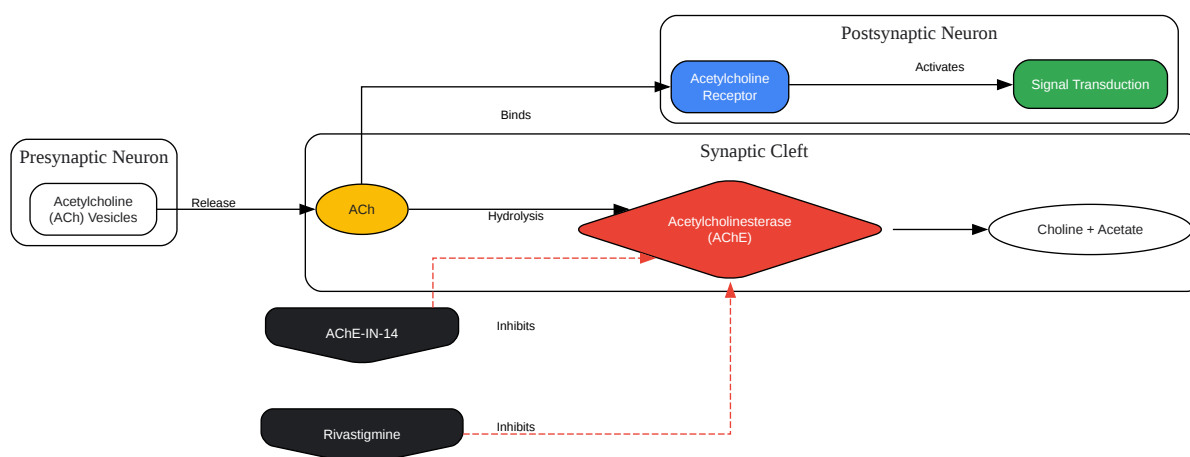 Postsynaptic Neuron
Acetylcholine
Receptor
Activates
Signal Transduction
Binds
Presynaptic Neuron
Acetylcholine
(ACh) Vesicles
Release
Synaptic Cleft
ACh
Hydrolysis
Acetylcholinesterase
(AChE)
Choline + Acetate
AChE-IN-14
Inhibits
Rivastigmine
Inhibits